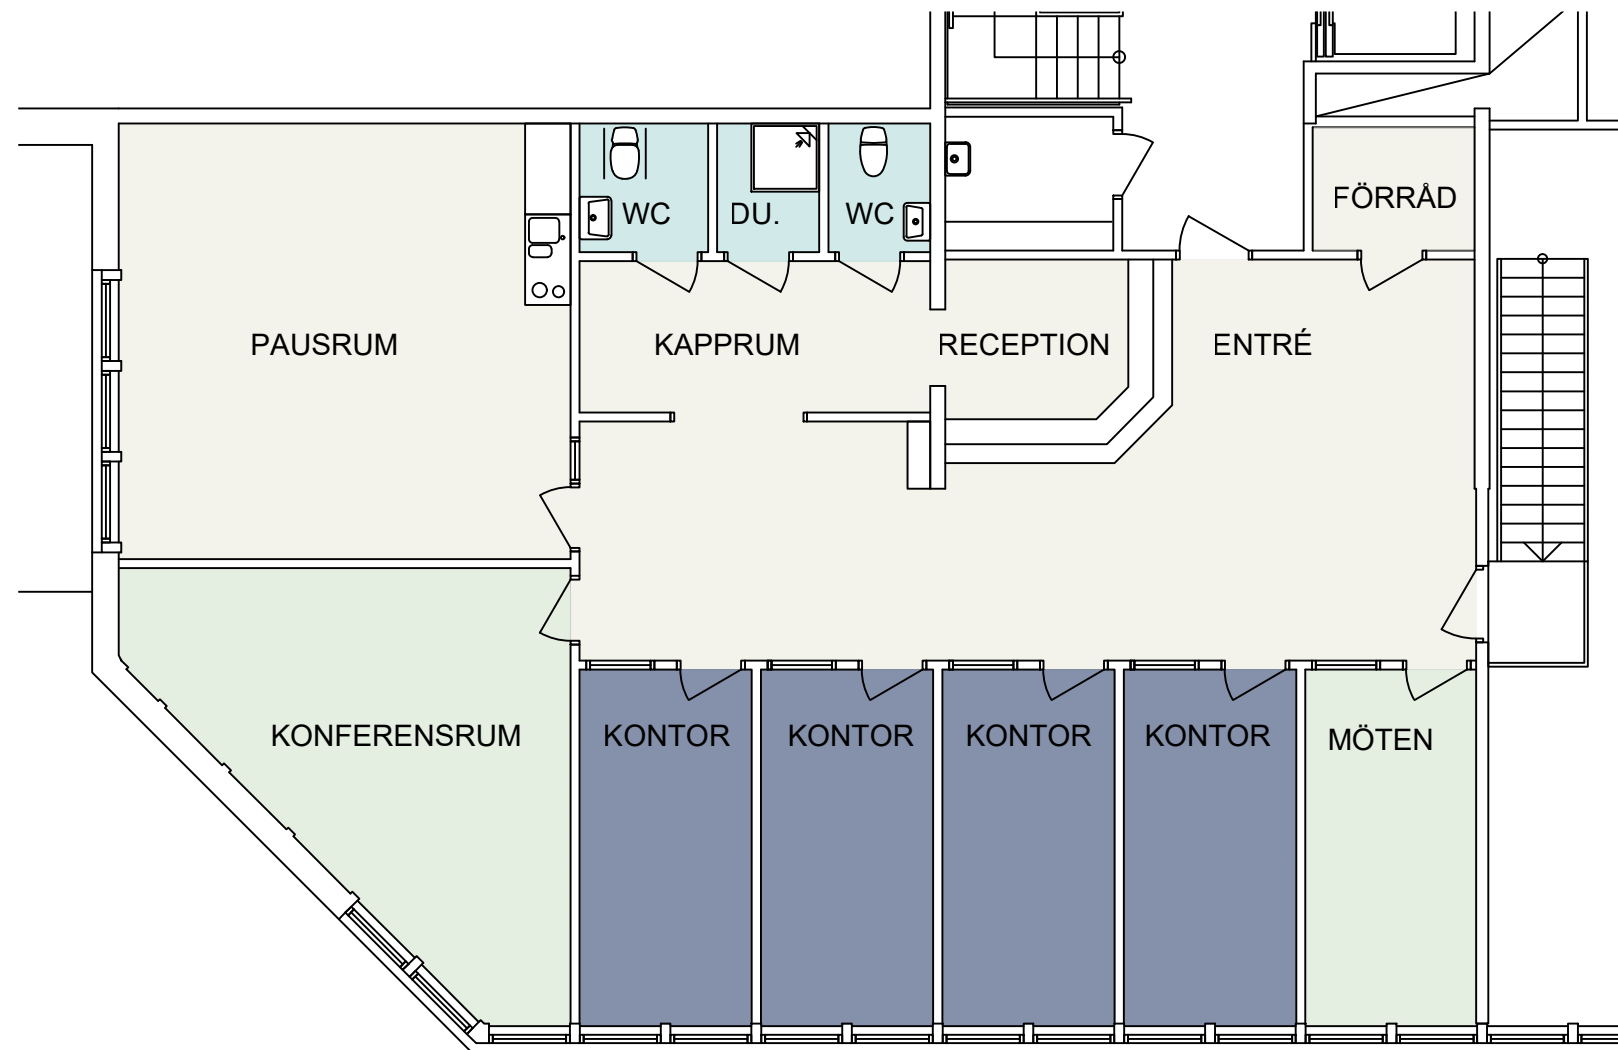 WC
DU.
WC
FÖRRÅD
PAUSRUM
KAPPRUM
RECEPTION
ENTRÉ
KONFERENSRUM
KONTOR
KONTOR
KONTOR
KONTOR
MÖTEN